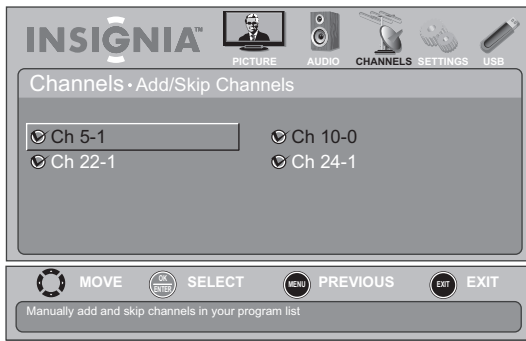 INSIGNIA™
PICTURE AUDIO CHANNELS SETTINGS USB
Channels • Add/Skip Channels
Ch 5-1 Ch 10-0
Ch 22-1 Ch 24-1
MOVE OK ENTER SELECT MENU PREVIOUS EXIT EXIT
Manually add and skip channels in your program list